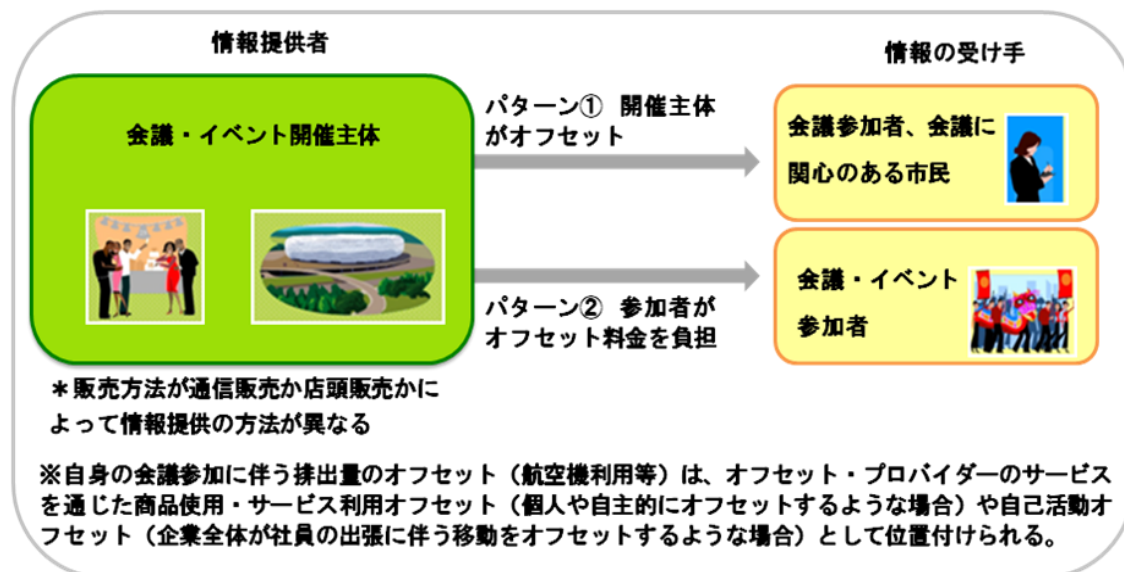 情報提供者
情報の受け手
会議・イベント開催主体
パターン① 開催主体
がオフセット
会議参加者、会議に
関心のある市民
パターン② 参加者が
オフセット料金を負担
会議・イベント
参加者
＊販売方法が通信販売か店頭販売かに
よって情報提供の方法が異なる
※自身の会議参加に伴う排出量のオフセット（航空機利用等）は、オフセット・プロバイダーのサービス
を通じた商品使用・サービス利用オフセット（個人や自主的にオフセットするような場合）や自己活動オ
フセット（企業全体が社員の出張に伴う移動をオフセットするような場合）として位置付けられる。